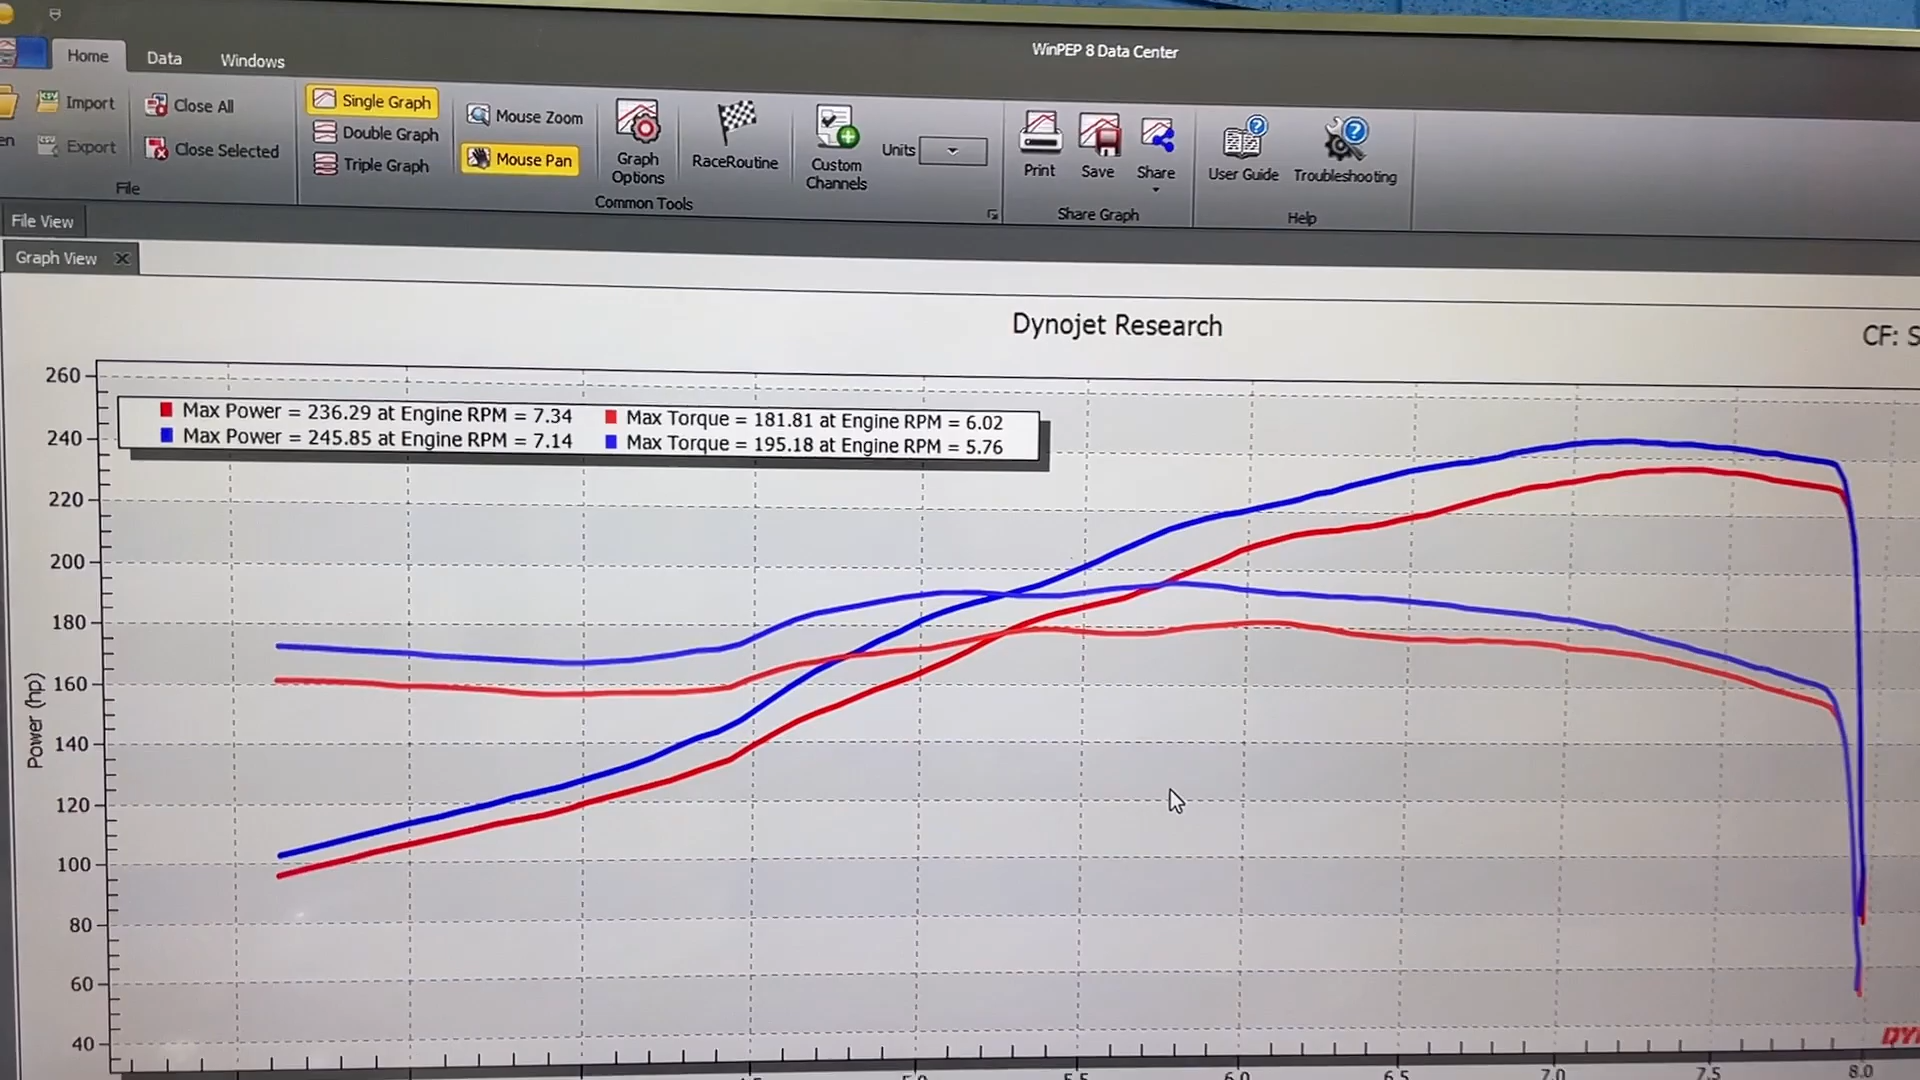 WinPEP 8 Data Center
Home
Data
Windows
Import
Export
Close All
Close Selected
File
Single Graph
Double Graph
Triple Graph
Mouse Zoom
Mouse Pan
Graph
Options
RaceRoutine
Custom
Channels
Units
Common Tools
Print
Save
Share
Share Graph
User Guide
Troubleshooting
Help
File View
Graph View
Dynojet Research
CF: S
Max Power = 236.29 at Engine RPM = 7.34
Max Torque = 181.81 at Engine RPM = 6.02
Max Power = 245.85 at Engine RPM = 7.14
Max Torque = 195.18 at Engine RPM = 5.76
Power (hp)
260
240
220
200
180
160
140
120
100
80
60
40
5.0
5.5
6.0
6.5
7.0
7.5
8.0